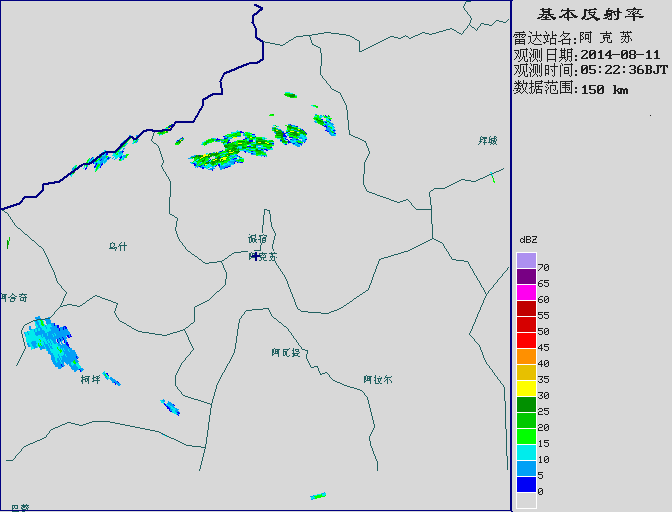 基本反射率
雷达站名:阿 克 苏
观测日期:2014-08-11
观测时间:05:22:36BJT
数据范围:150 km
拜城
乌什
温宿
阿克苏
阿合奇
阿瓦提
柯坪
阿拉尔
巴楚
dBZ
70
65
60
55
50
45
40
35
30
25
20
15
10
5
0